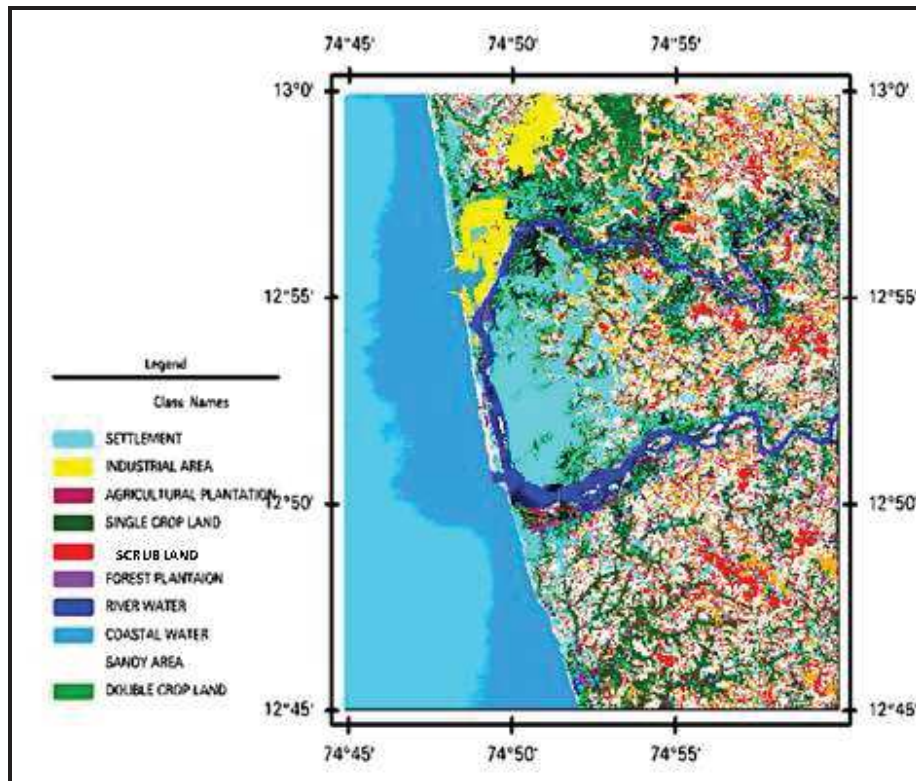 74°45' 74°50' 74°55'
13°0' 13°0'
12°55' 12°55'
Legend
Class Names
SETTLEMENT
INDUSTRIAL AREA
AGRICULTURAL PLANTATION
12°50' 12°50'
SINGLE CROP LAND
SCRUB LAND
FOREST PLANTAION
RIVER WATER
COASTAL WATER
SANDY AREA
DOUBLE CROP LAND
12°45' 12°45'
74°45' 74°50' 74°55'